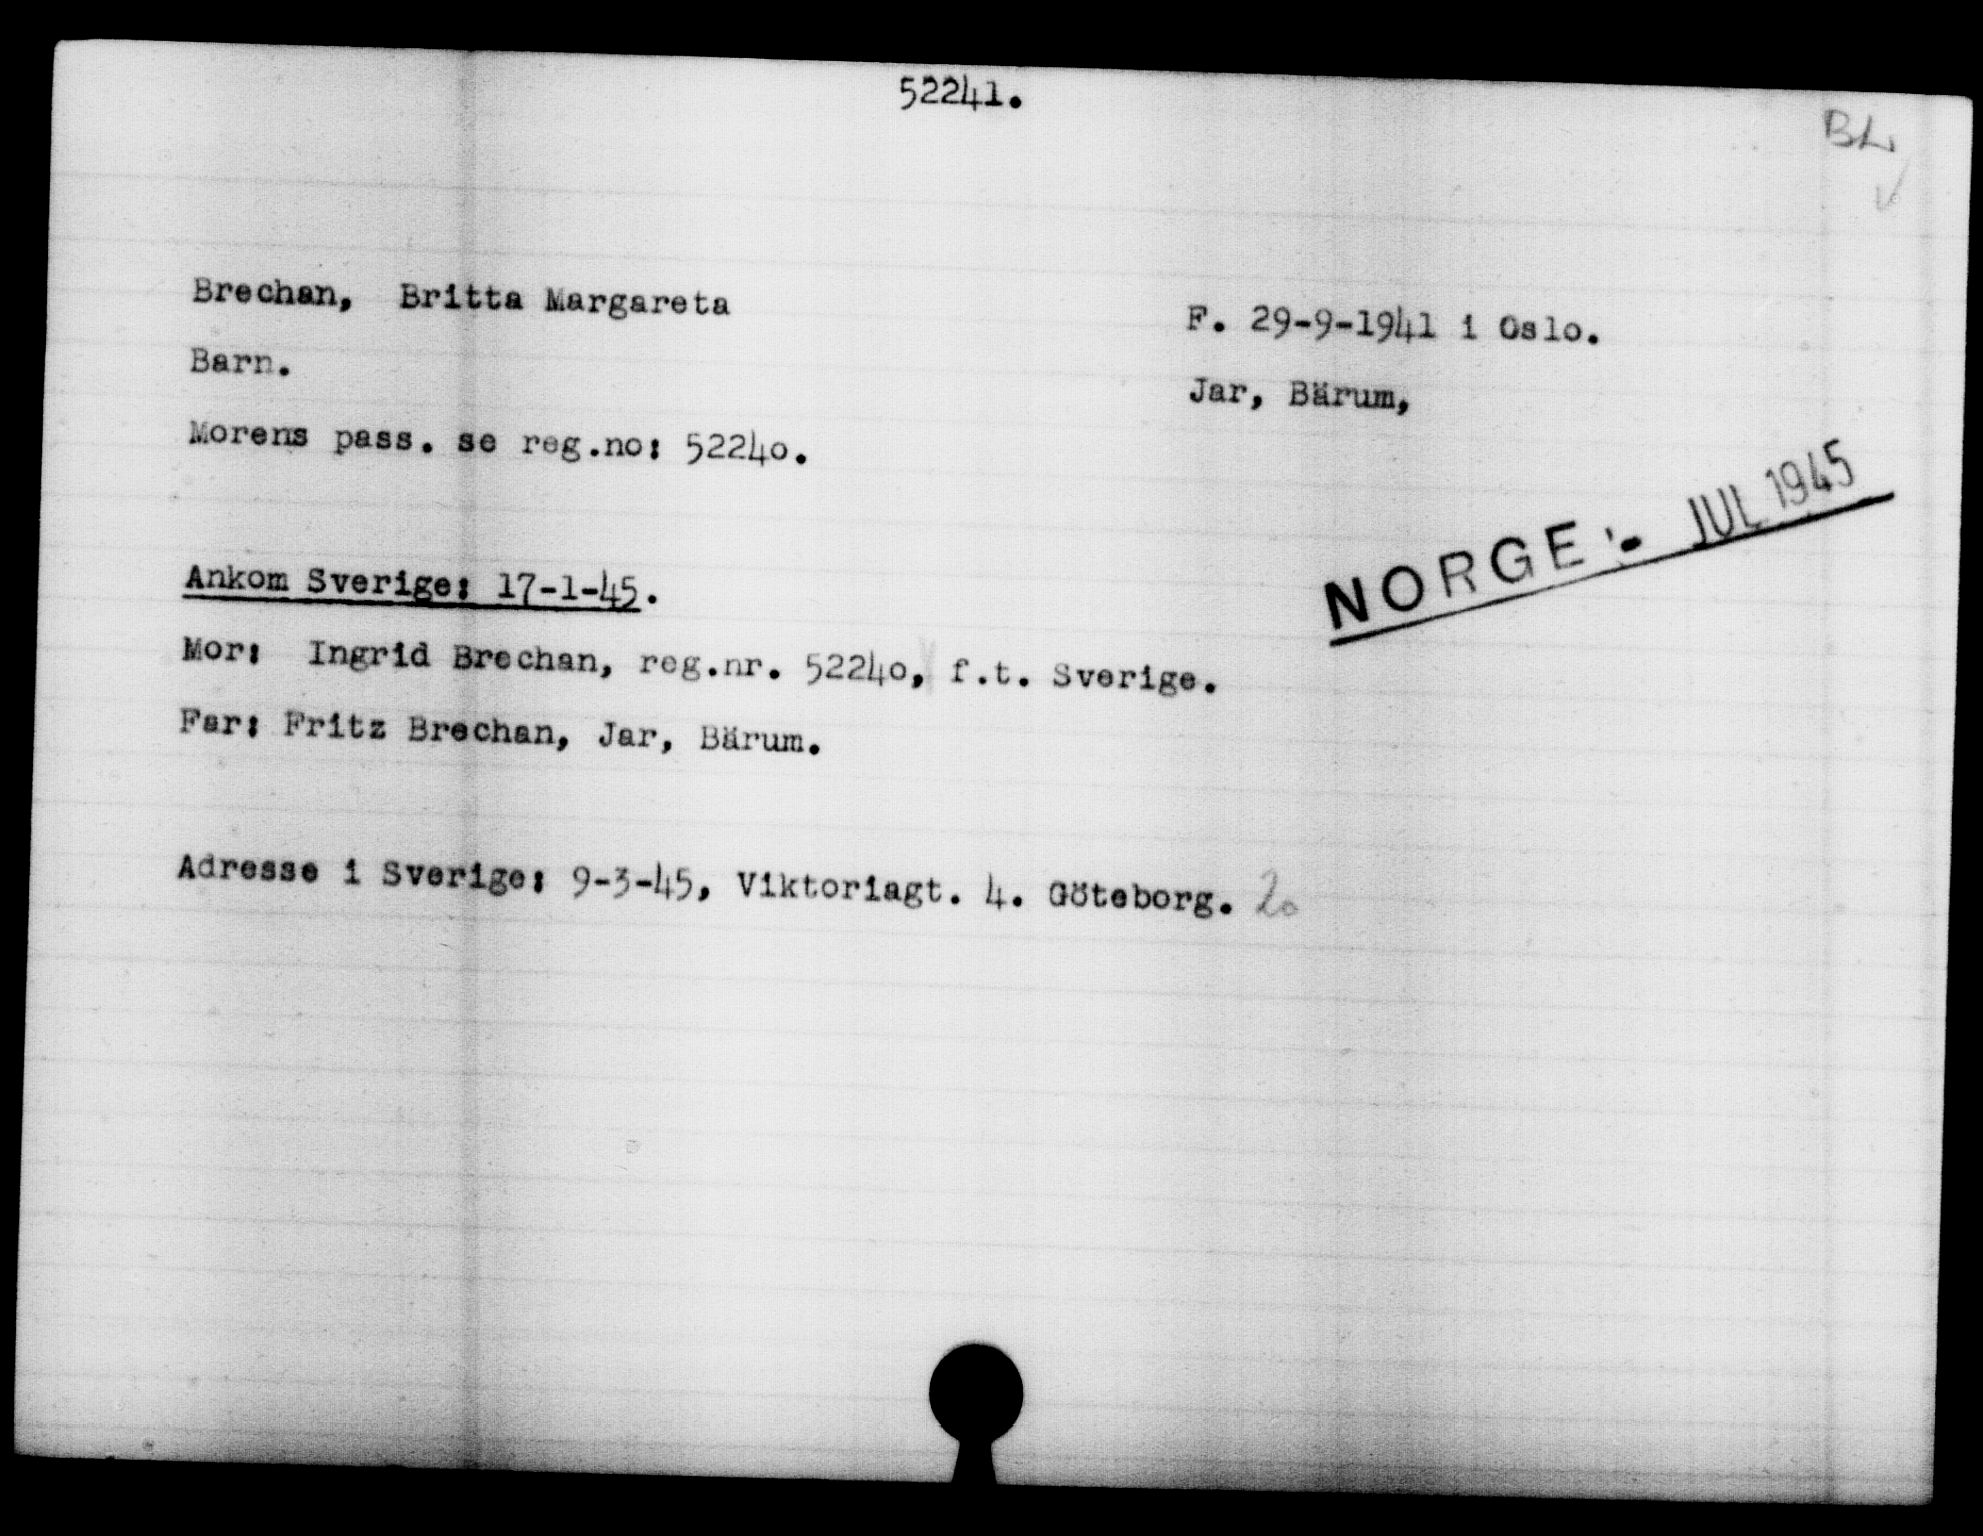 52241.
BL
Brechan, Britta Margareta
F. 29-9-1941 i Oslo.
Barn.
Jar, Bärum,
Morens pass. se reg.no: 52240.
NORGE - JUL 1945
Ankom Sverige: 17-1-45.
Mor: Ingrid Brechan, reg.nr. 52240, f.t. Sverige.
Far: Fritz Brechan, Jar, Bärum.
Adresse i Sverige: 9-3-45, Viktoriagt. 4. Göteborg.